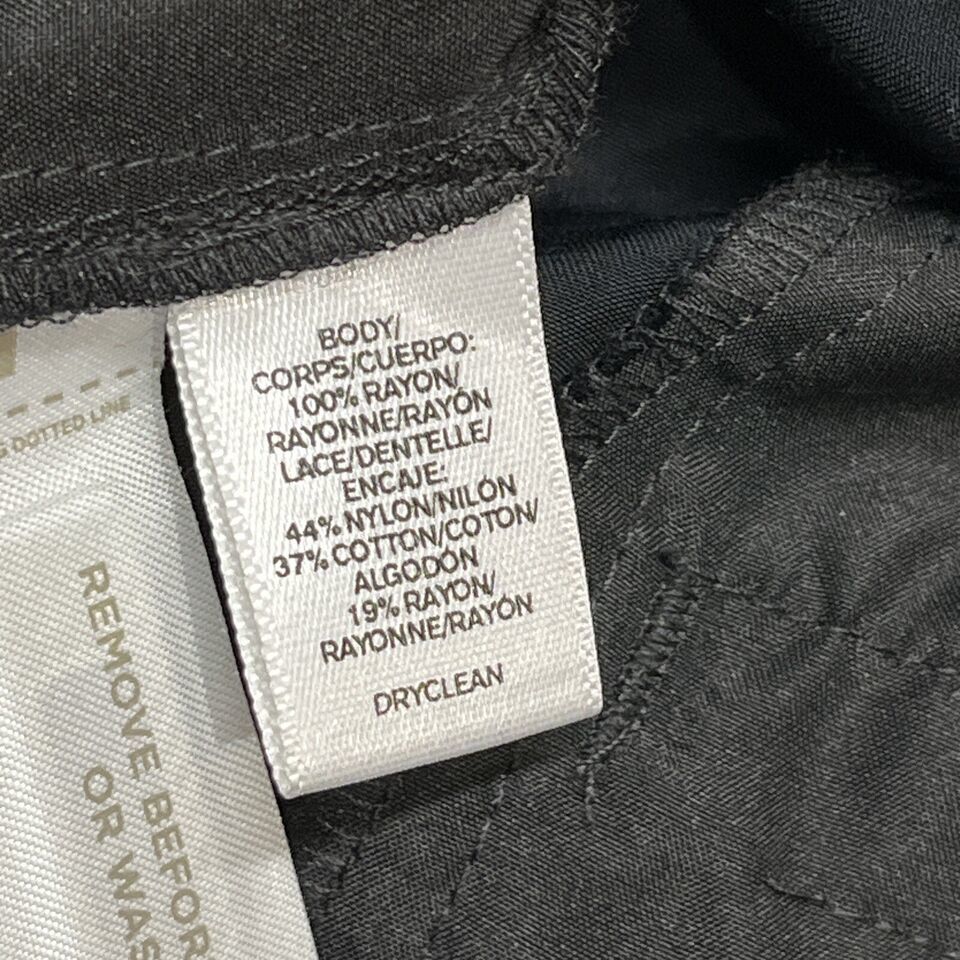 BODY/
CORPS/CUERPO:
100% RAYON/
RAYONNE/RAYÓN
LACE/DENTELLE/
ENCAJE:
44% NYLON/NILÓN
37% COTTON/COTON/
ALGODÓN
19% RAYON/
RAYONNE/RAYÓN
DRYCLEAN
DOTTED LINE
REMOVE BEFOR
OR WAS